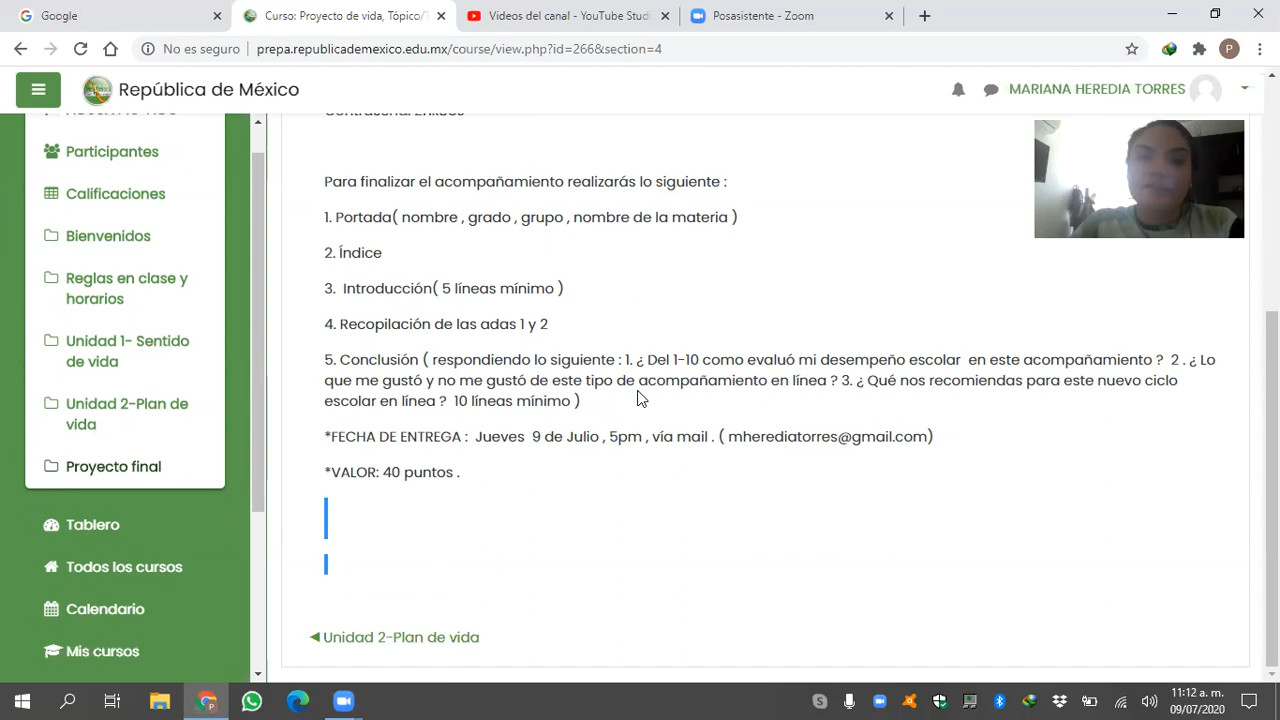 Google
Curso: Proyecto de vida, Tópico/T
Videos del canal - YouTube Studi
Posasistente - Zoom
No es seguro
prepa.republicademexico.edu.mx/course/view.php?id=266&section=4
P
República de México
MARIANA HEREDIA TORRES
Participantes
Calificaciones
Bienvenidos
Reglas en clase y
horarios
Unidad 1- Sentido
de vida
Unidad 2-Plan de
vida
Proyecto final
Tablero
Todos los cursos
Calendario
Mis cursos
Para finalizar el acompañamiento realizarás lo siguiente :
1. Portada( nombre , grado , grupo , nombre de la materia )
2. Índice
3. Introducción( 5 líneas mínimo )
4. Recopilación de las adas 1 y 2
5. Conclusión ( respondiendo lo siguiente : 1. ¿ Del 1-10 como evaluó mi desempeño escolar en este acompañamiento ? 2 . ¿ Lo
que me gustó y no me gustó de este tipo de acompañamiento en línea ? 3. ¿ Qué nos recomiendas para este nuevo ciclo
escolar en línea ? 10 líneas mínimo )
*FECHA DE ENTREGA : Jueves 9 de Julio , 5pm , vía mail . ( mherediatorres@gmail.com)
*VALOR: 40 puntos .
◄ Unidad 2-Plan de vida
11:12 a. m.
09/07/2020